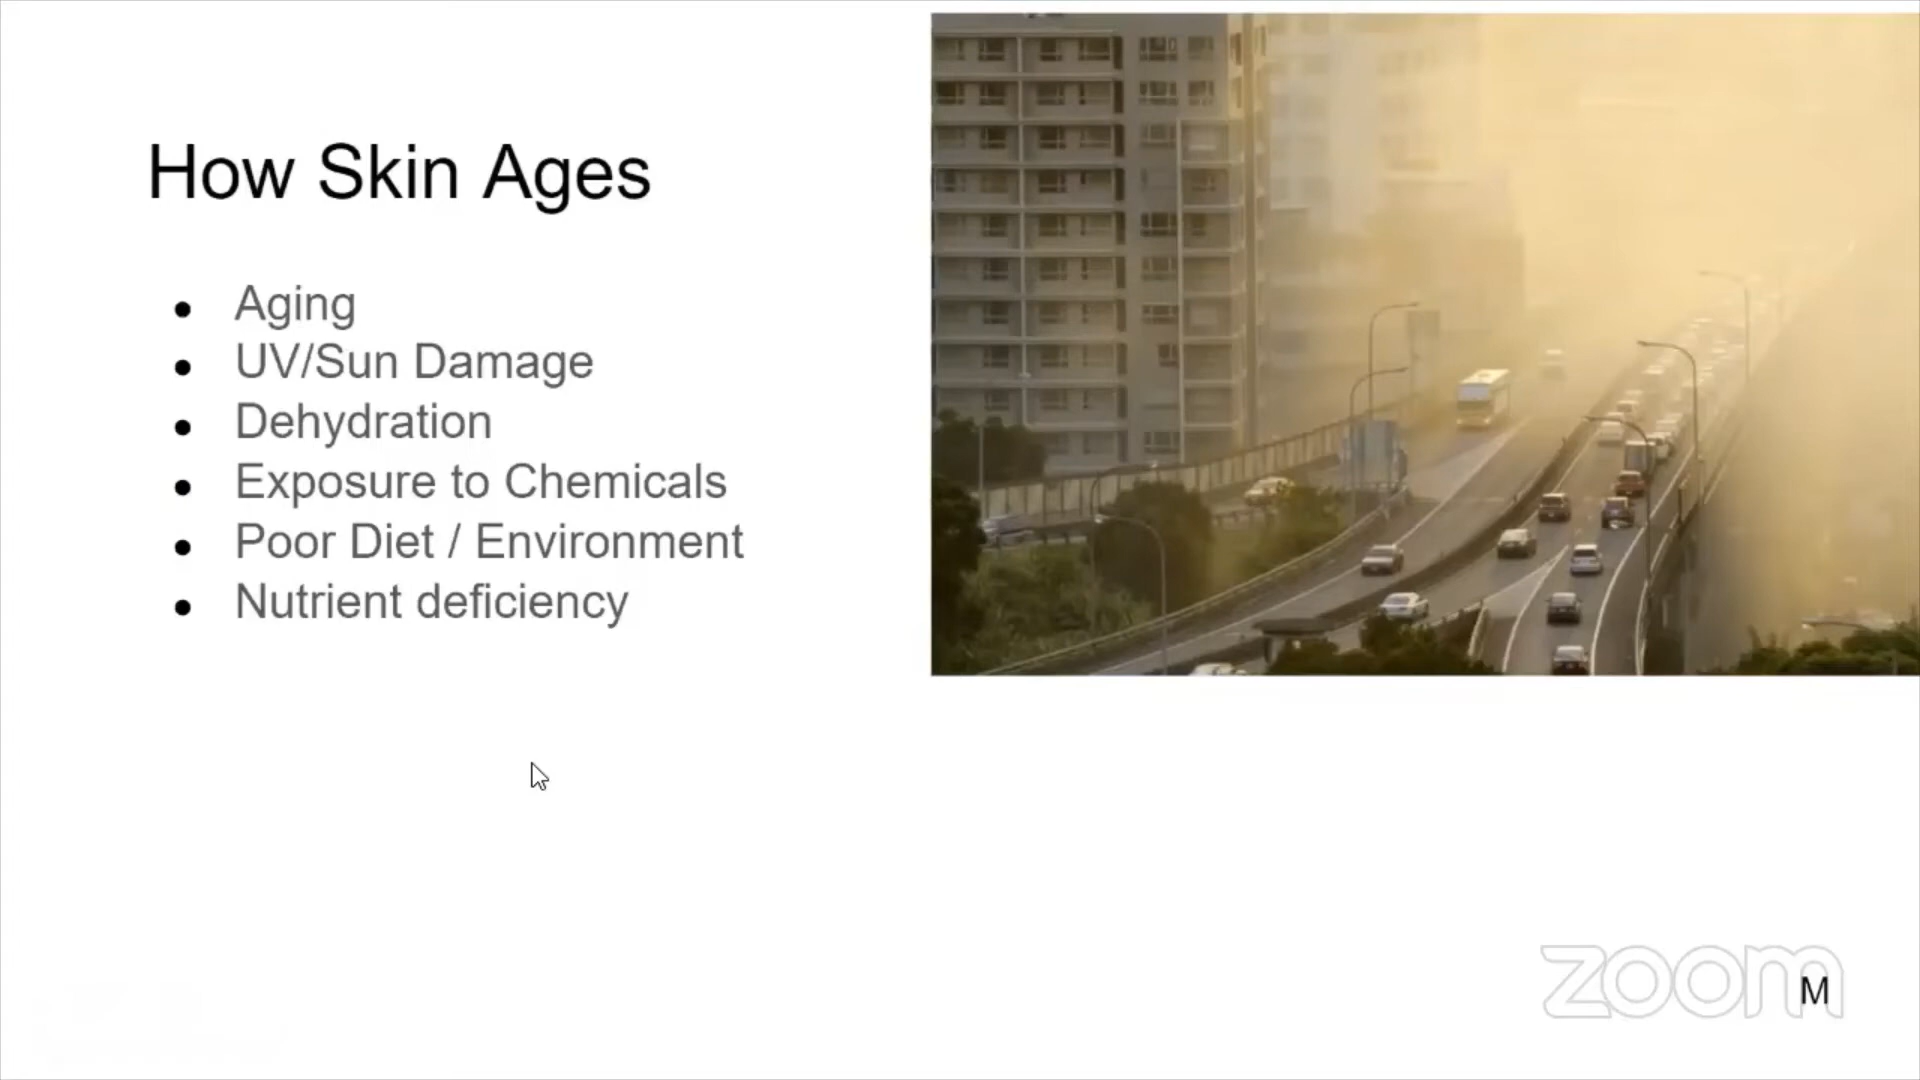 How Skin Ages
Aging
UV/Sun Damage
Dehydration
Exposure to Chemicals
Poor Diet / Environment
Nutrient deficiency
zoom
M